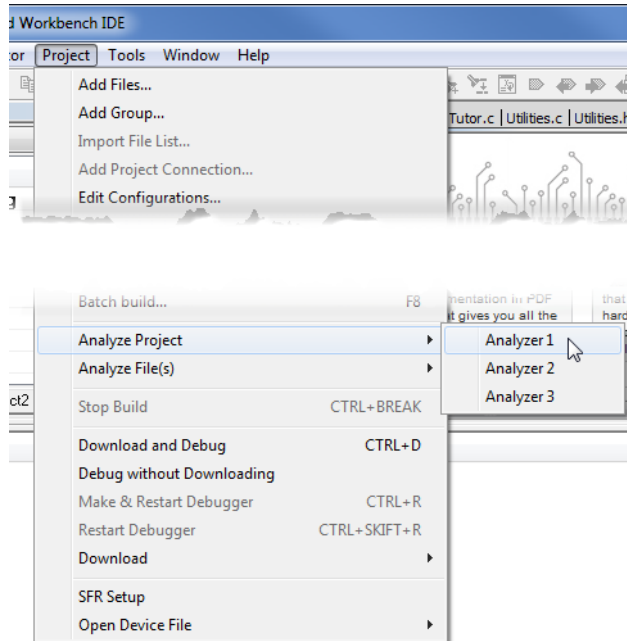 d Workbench IDE
or Project Tools Window Help
Add Files...
Add Group...
Tutor.c Utilities.c Utilities.h
Import File List...
Add Project Connection...
Edit Configurations...
g
Batch build... F8
mentation in PDF that
it gives you all the hard
Analyze Project Analyzer 1
Analyze File(s) Analyzer 2
ct2 Stop Build CTRL+BREAK Analyzer 3
Download and Debug CTRL+D
Debug without Downloading
Make & Restart Debugger CTRL+R
Restart Debugger CTRL+SKIFT+R
Download
SFR Setup
Open Device File